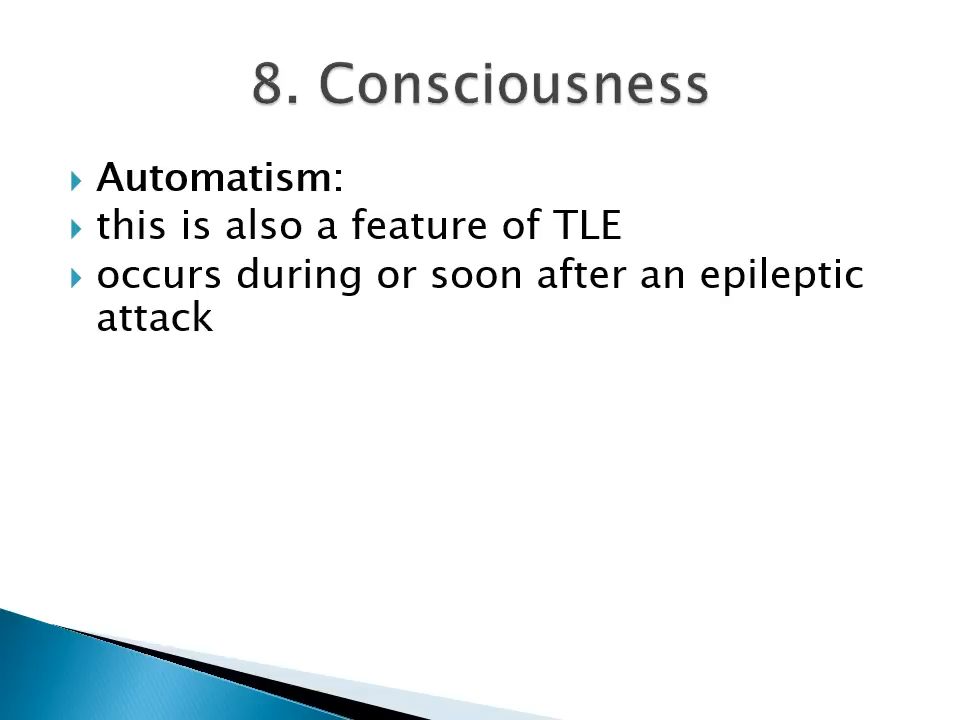 8. Consciousness
Automatism:
this is also a feature of TLE
occurs during or soon after an epileptic
attack